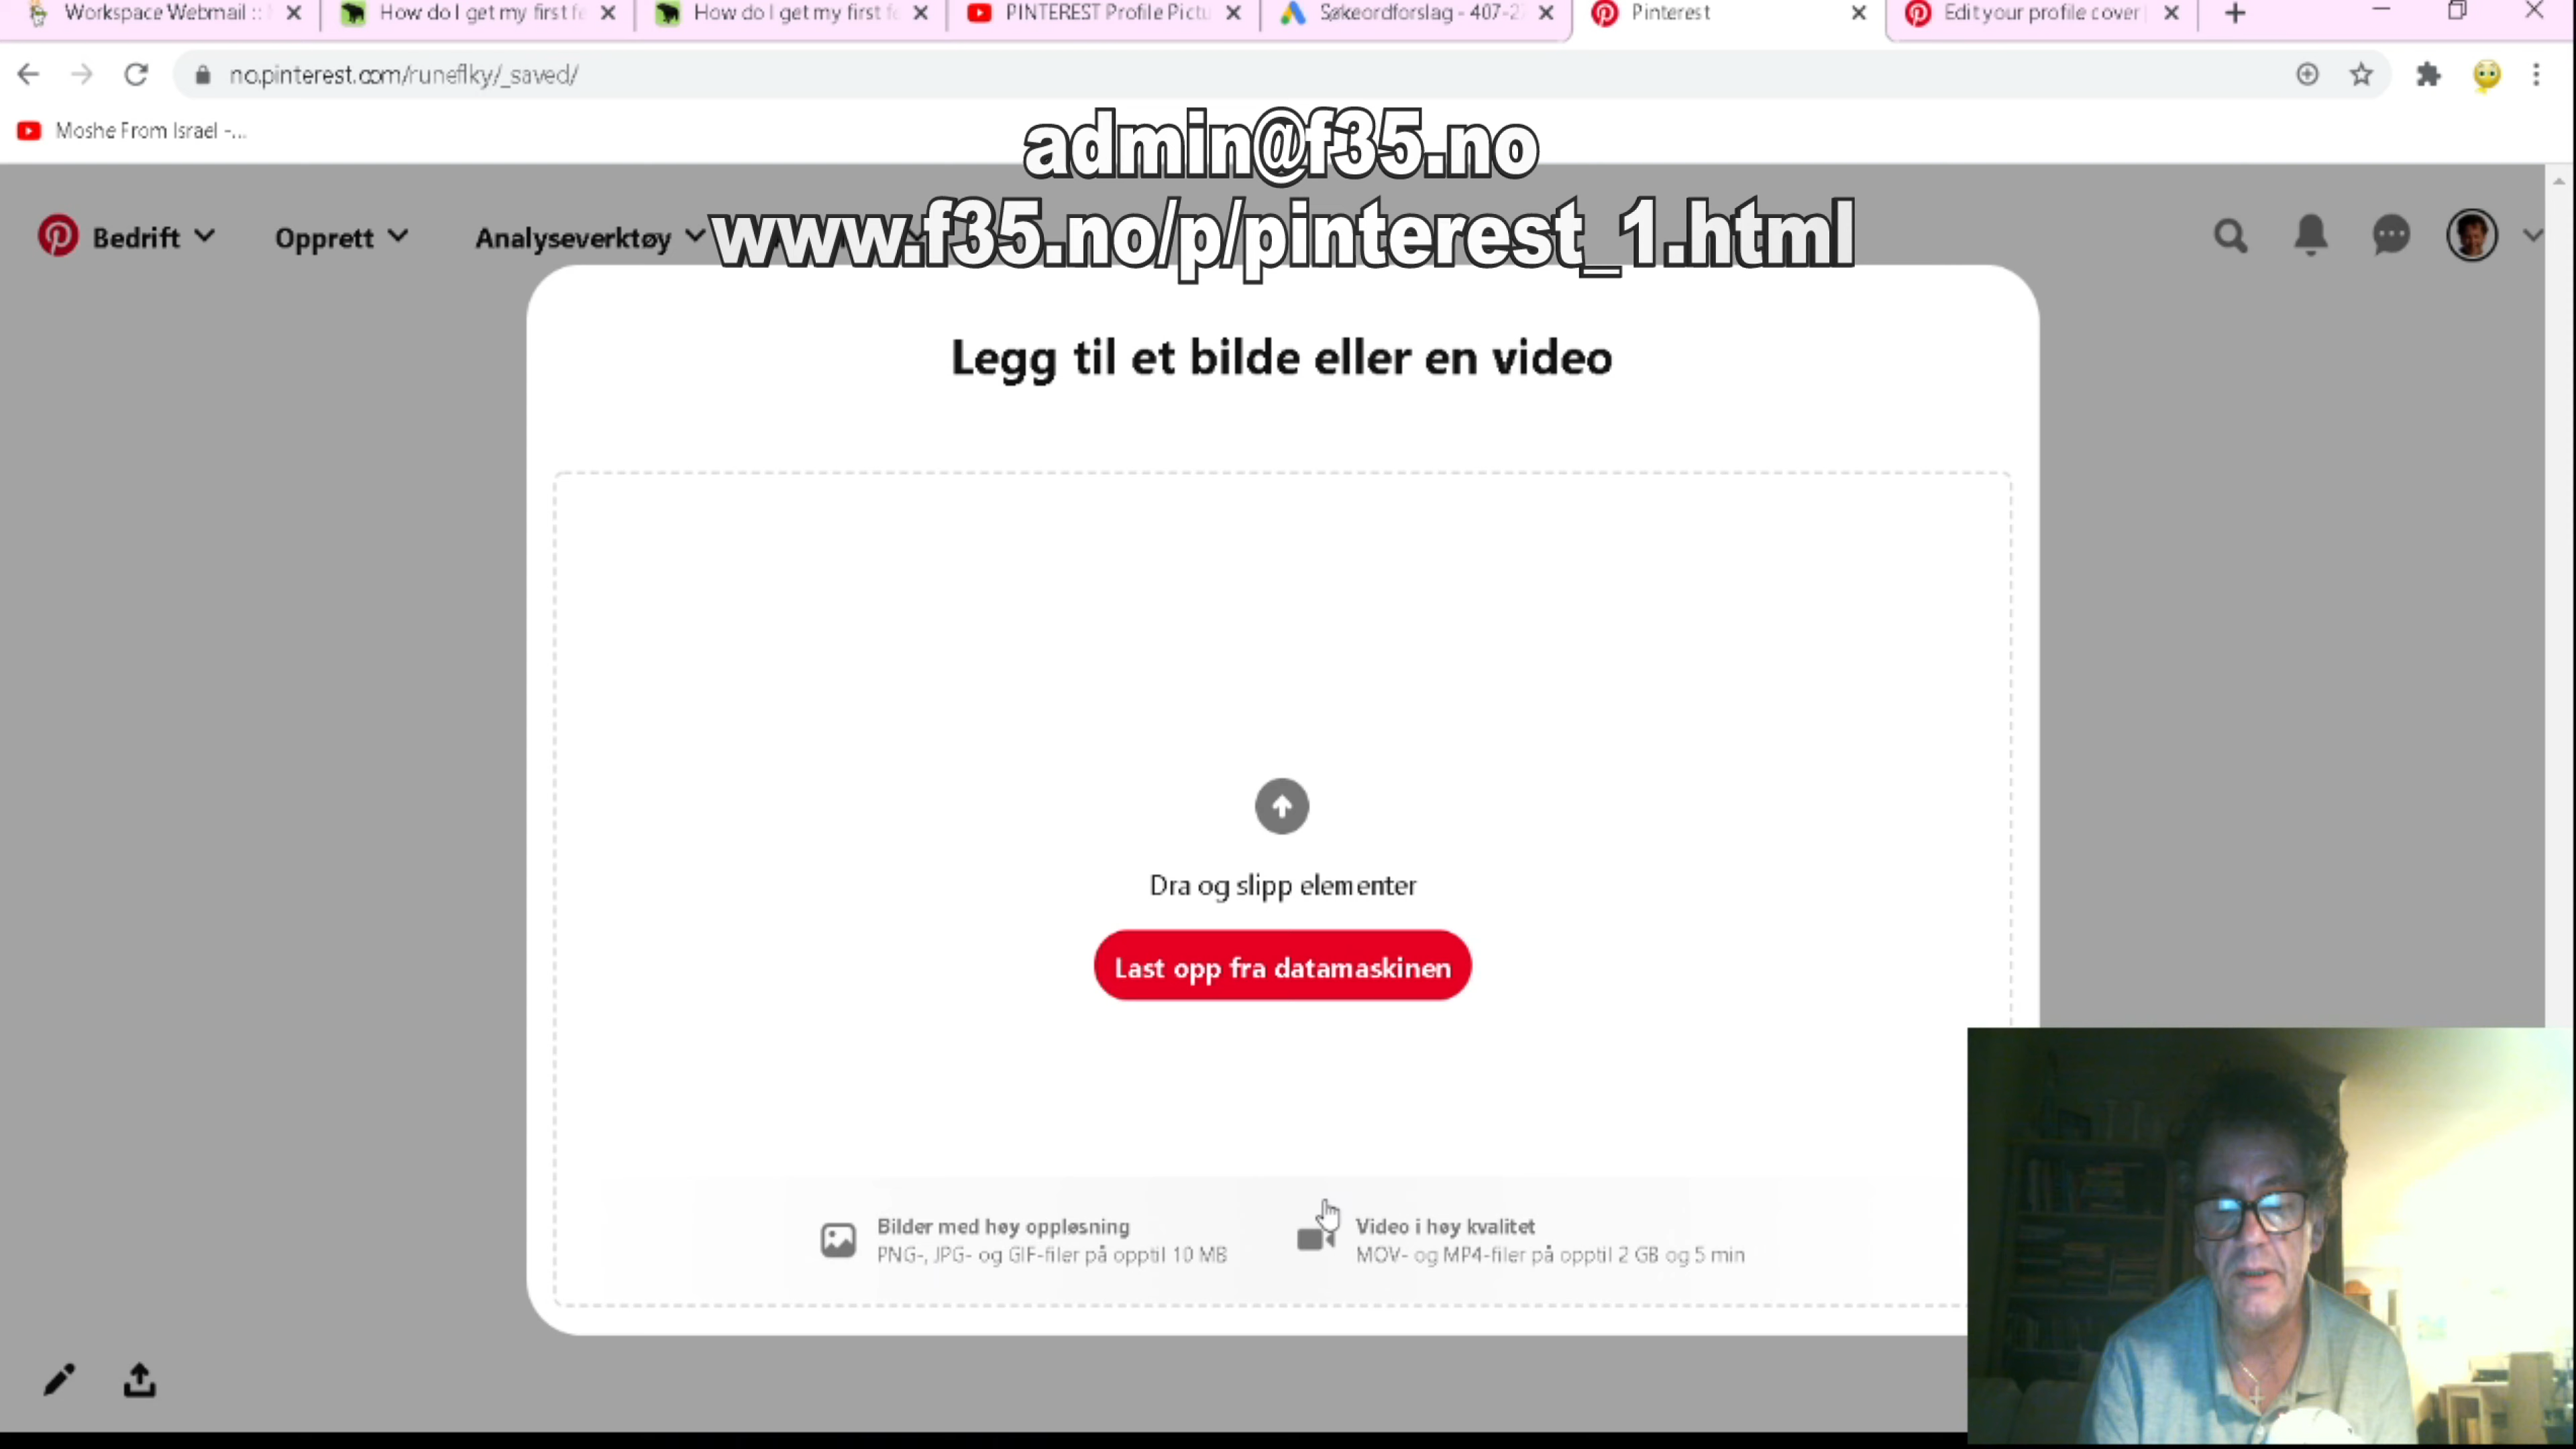 Workspace Webmail ::
How do I get my first fe
How do I get my first fe
PINTEREST Profile Pictu
Søkeordforslag - 407-2
Pinterest
Edit your profile cover
no.pinterest.com/runeflky/_saved/
Moshe From Israel -...
admin@f35.no
www.f35.no/p/pinterest_1.html
Bedrift
Opprett
Analyseverktøy
Legg til et bilde eller en video
Dra og slipp elementer
Last opp fra datamaskinen
Bilder med høy oppløsning
PNG-, JPG- og GIF-filer på opptil 10 MB
Video i høy kvalitet
MOV- og MP4-filer på opptil 2 GB og 5 min